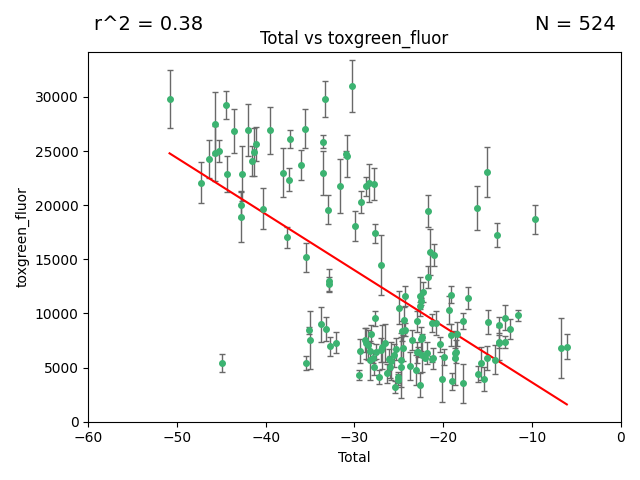 r^2 = 0.38
N = 524
Total vs toxgreen_fluor
30000
25000
20000
15000
10000
5000
0
toxgreen_fluor
−60
−50
−40
−30
−20
−10
0
Total